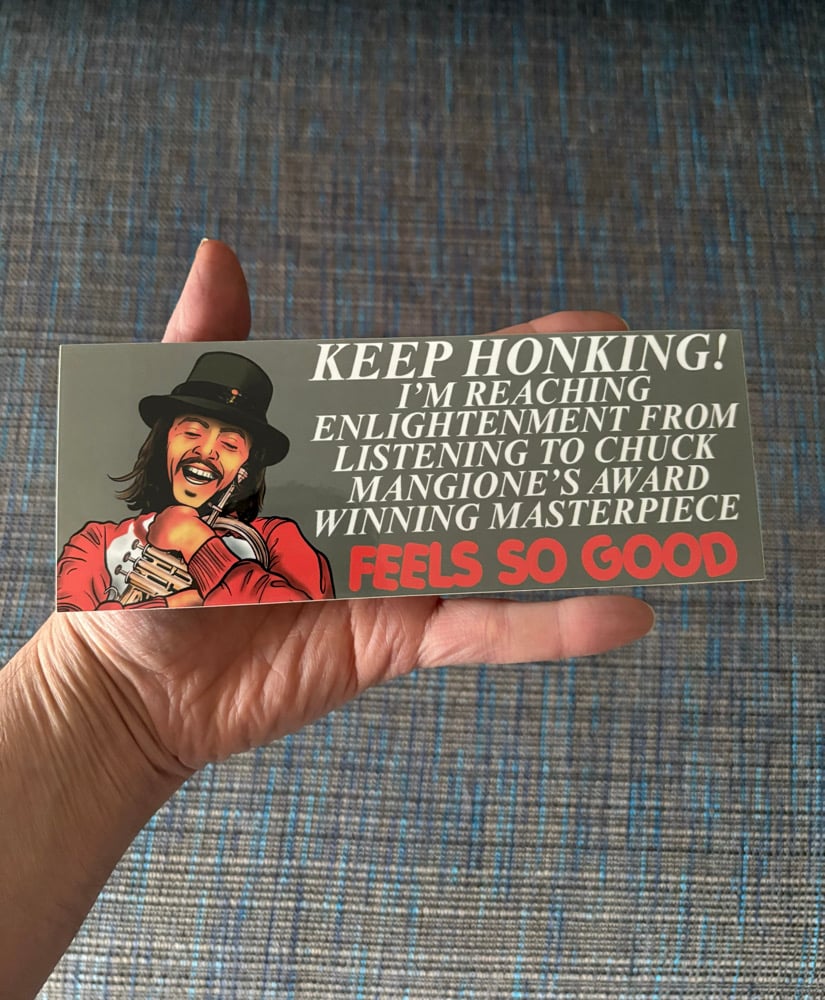 KEEP HONKING!
I'M REACHING
ENLIGHTENMENT FROM
LISTENING TO CHUCK
MANGIONE'S AWARD
WINNING MASTERPIECE
FEELS SO GOOD